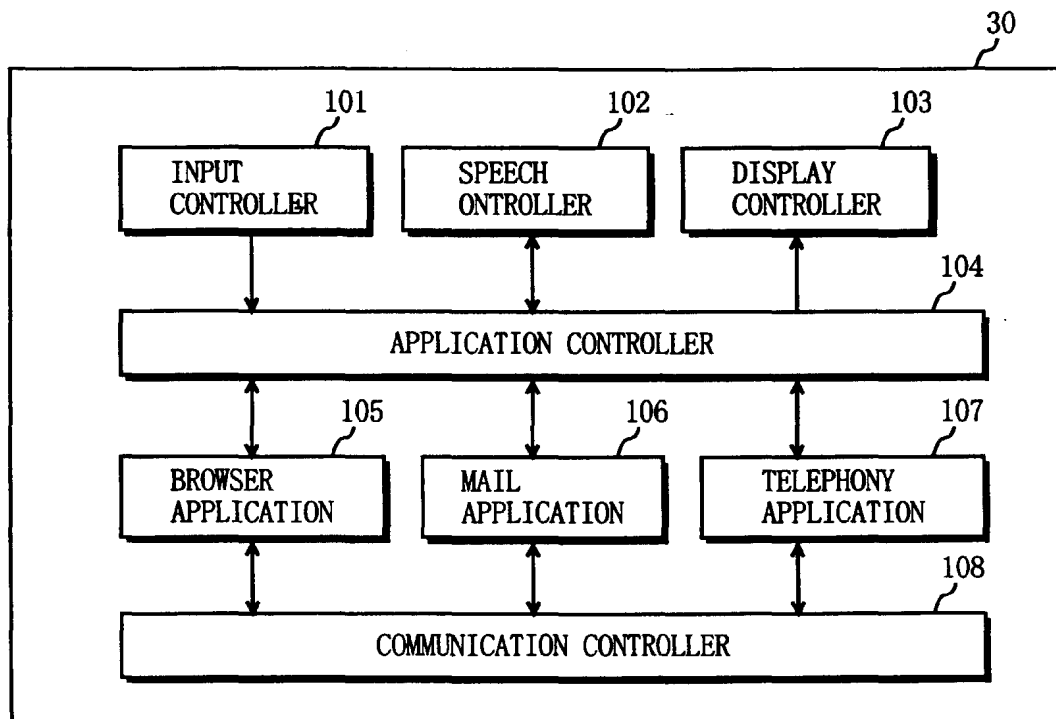 30
101
102
103
INPUT
CONTROLLER
SPEECH
ONTROLLER
DISPLAY
CONTROLLER
104
APPLICATION CONTROLLER
105
106
107
BROWSER
APPLICATION
MAIL
APPLICATION
TELEPHONY
APPLICATION
108
COMMUNICATION CONTROLLER